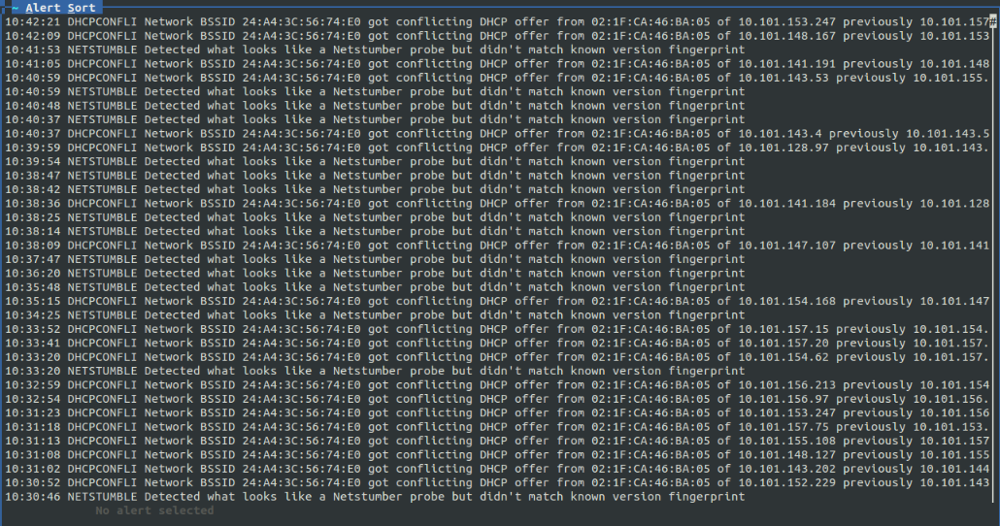 ~ Alert Sort
10:42:21 DHCPCONFLI Network BSSID 24:A4:3C:56:74:E0 got conflicting DHCP offer from 02:1F:CA:46:BA:05 of 10.101.153.247 previously 10.101.157#
10:42:09 DHCPCONFLI Network BSSID 24:A4:3C:56:74:E0 got conflicting DHCP offer from 02:1F:CA:46:BA:05 of 10.101.148.167 previously 10.101.153
10:41:53 NETSTUMBLE Detected what looks like a Netstumber probe but didn't match known version fingerprint
10:41:05 DHCPCONFLI Network BSSID 24:A4:3C:56:74:E0 got conflicting DHCP offer from 02:1F:CA:46:BA:05 of 10.101.141.191 previously 10.101.148
10:40:59 DHCPCONFLI Network BSSID 24:A4:3C:56:74:E0 got conflicting DHCP offer from 02:1F:CA:46:BA:05 of 10.101.143.53 previously 10.101.155.
10:40:59 NETSTUMBLE Detected what looks like a Netstumber probe but didn't match known version fingerprint
10:40:48 NETSTUMBLE Detected what looks like a Netstumber probe but didn't match known version fingerprint
10:40:37 NETSTUMBLE Detected what looks like a Netstumber probe but didn't match known version fingerprint
10:40:37 DHCPCONFLI Network BSSID 24:A4:3C:56:74:E0 got conflicting DHCP offer from 02:1F:CA:46:BA:05 of 10.101.143.4 previously 10.101.143.5
10:39:59 DHCPCONFLI Network BSSID 24:A4:3C:56:74:E0 got conflicting DHCP offer from 02:1F:CA:46:BA:05 of 10.101.128.97 previously 10.101.143.
10:39:54 NETSTUMBLE Detected what looks like a Netstumber probe but didn't match known version fingerprint
10:38:47 NETSTUMBLE Detected what looks like a Netstumber probe but didn't match known version fingerprint
10:38:42 NETSTUMBLE Detected what looks like a Netstumber probe but didn't match known version fingerprint
10:38:36 DHCPCONFLI Network BSSID 24:A4:3C:56:74:E0 got conflicting DHCP offer from 02:1F:CA:46:BA:05 of 10.101.141.184 previously 10.101.128
10:38:25 NETSTUMBLE Detected what looks like a Netstumber probe but didn't match known version fingerprint
10:38:14 NETSTUMBLE Detected what looks like a Netstumber probe but didn't match known version fingerprint
10:38:09 DHCPCONFLI Network BSSID 24:A4:3C:56:74:E0 got conflicting DHCP offer from 02:1F:CA:46:BA:05 of 10.101.147.107 previously 10.101.141
10:37:47 NETSTUMBLE Detected what looks like a Netstumber probe but didn't match known version fingerprint
10:36:20 NETSTUMBLE Detected what looks like a Netstumber probe but didn't match known version fingerprint
10:35:48 NETSTUMBLE Detected what looks like a Netstumber probe but didn't match known version fingerprint
10:35:15 DHCPCONFLI Network BSSID 24:A4:3C:56:74:E0 got conflicting DHCP offer from 02:1F:CA:46:BA:05 of 10.101.154.168 previously 10.101.147
10:34:25 NETSTUMBLE Detected what looks like a Netstumber probe but didn't match known version fingerprint
10:33:52 DHCPCONFLI Network BSSID 24:A4:3C:56:74:E0 got conflicting DHCP offer from 02:1F:CA:46:BA:05 of 10.101.157.15 previously 10.101.154.
10:33:41 DHCPCONFLI Network BSSID 24:A4:3C:56:74:E0 got conflicting DHCP offer from 02:1F:CA:46:BA:05 of 10.101.157.20 previously 10.101.157.
10:33:20 DHCPCONFLI Network BSSID 24:A4:3C:56:74:E0 got conflicting DHCP offer from 02:1F:CA:46:BA:05 of 10.101.154.62 previously 10.101.157.
10:33:20 NETSTUMBLE Detected what looks like a Netstumber probe but didn't match known version fingerprint
10:32:59 DHCPCONFLI Network BSSID 24:A4:3C:56:74:E0 got conflicting DHCP offer from 02:1F:CA:46:BA:05 of 10.101.156.213 previously 10.101.154
10:32:54 DHCPCONFLI Network BSSID 24:A4:3C:56:74:E0 got conflicting DHCP offer from 02:1F:CA:46:BA:05 of 10.101.156.97 previously 10.101.156.
10:31:23 DHCPCONFLI Network BSSID 24:A4:3C:56:74:E0 got conflicting DHCP offer from 02:1F:CA:46:BA:05 of 10.101.153.247 previously 10.101.156
10:31:18 DHCPCONFLI Network BSSID 24:A4:3C:56:74:E0 got conflicting DHCP offer from 02:1F:CA:46:BA:05 of 10.101.157.75 previously 10.101.153.
10:31:13 DHCPCONFLI Network BSSID 24:A4:3C:56:74:E0 got conflicting DHCP offer from 02:1F:CA:46:BA:05 of 10.101.155.108 previously 10.101.157
10:31:08 DHCPCONFLI Network BSSID 24:A4:3C:56:74:E0 got conflicting DHCP offer from 02:1F:CA:46:BA:05 of 10.101.148.127 previously 10.101.155
10:31:02 DHCPCONFLI Network BSSID 24:A4:3C:56:74:E0 got conflicting DHCP offer from 02:1F:CA:46:BA:05 of 10.101.143.202 previously 10.101.144
10:30:52 DHCPCONFLI Network BSSID 24:A4:3C:56:74:E0 got conflicting DHCP offer from 02:1F:CA:46:BA:05 of 10.101.152.229 previously 10.101.143
10:30:46 NETSTUMBLE Detected what looks like a Netstumber probe but didn't match known version fingerprint
No alert selected